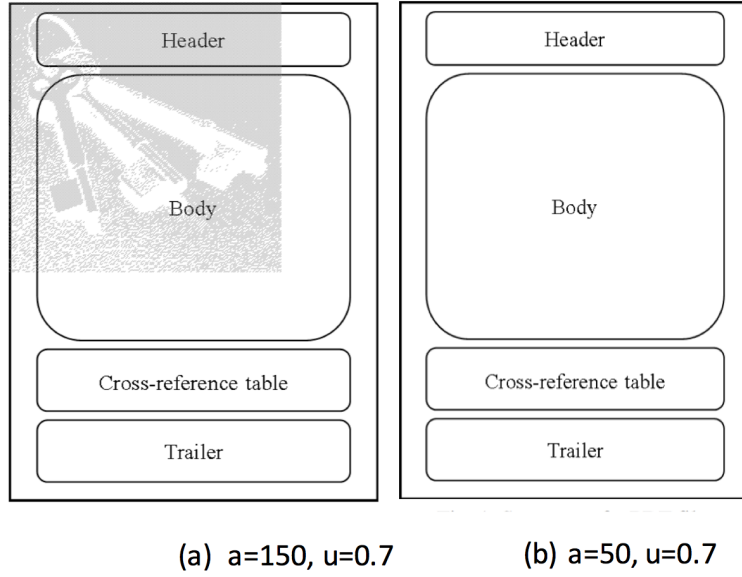 Header
Body
Cross-reference table
Trailer
Header
Body
Cross-reference table
Trailer
(a) a=150, u=0.7
(b) a=50, u=0.7